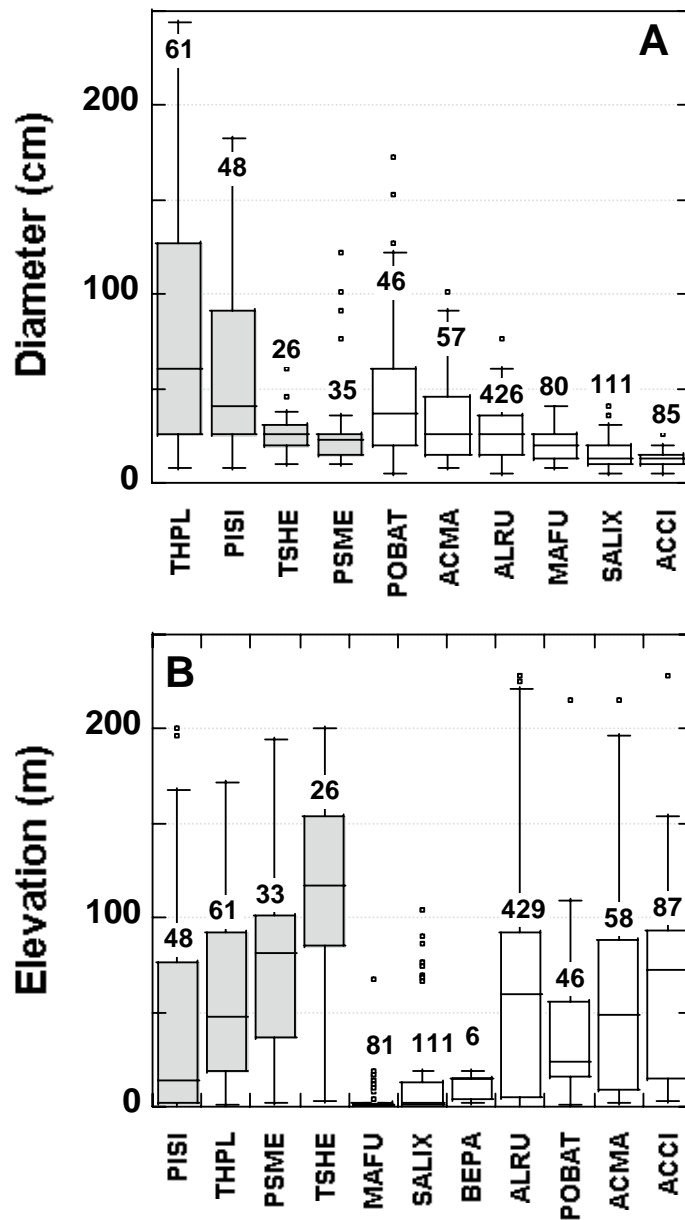 A
Diameter (cm)
200
100
0
61
48
26
35
46
57
426
80
111
85
THPL
PISI
TSHE
PSME
POBAT
ACMA
ALRU
MAFU
SALIX
ACCI
B
Elevation (m)
200
100
0
48
61
33
26
81
111
6
429
46
58
87
PISI
THPL
PSME
TSHE
MAFU
SALIX
BEPA
ALRU
POBAT
ACMA
ACCI